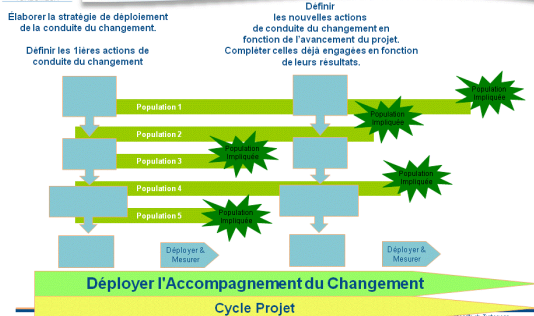 Élaborer la stratégie de déploiement
de la conduite du changement.
Définir les 1ières actions de
conduite du changement
Définir
les nouvelles actions
de conduite du changement en
fonction de l'avancement du projet.
Compléter celles déjà engagées en fonction
de leurs résultats.
Population 1
Population
Impliquée
Population 2
Population
Impliquée
Population 3
Population
Impliquée
Population 4
Population
Impliquée
Population 5
Population
Impliquée
Déployer &
Mesurer
Déployer &
Mesurer
Déployer l'Accompagnement du Changement
Cycle Projet